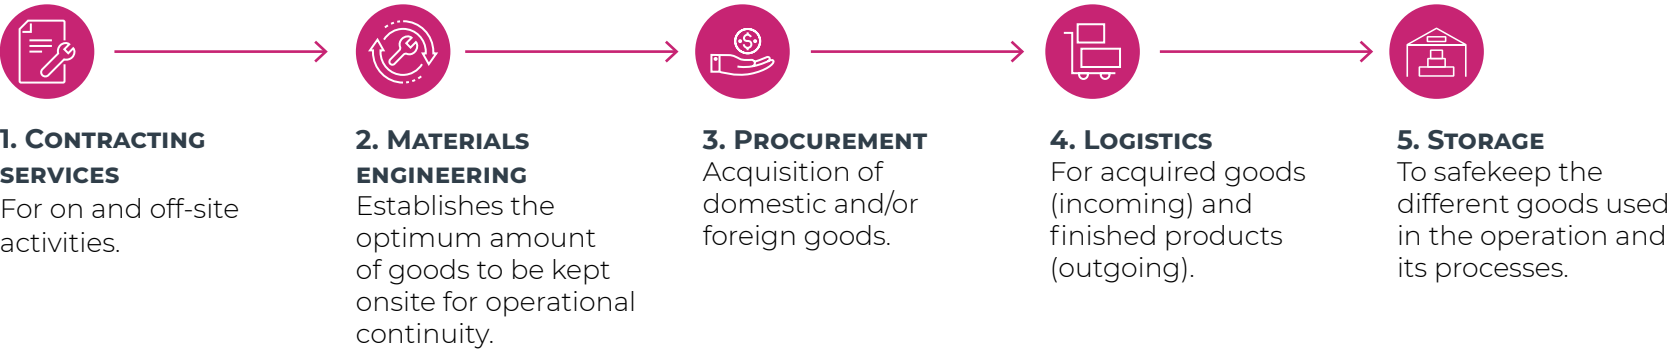 1. Contracting
services
For on and off-site
activities.
2. Materials
engineering
Establishes the
optimum amount
of goods to be kept
onsite for operational
continuity.
3. Procurement
Acquisition of
domestic and/or
foreign goods.
4. Logistics
For acquired goods
(incoming) and
finished products
(outgoing).
5. Storage
To safekeep the
different goods used
in the operation and
its processes.